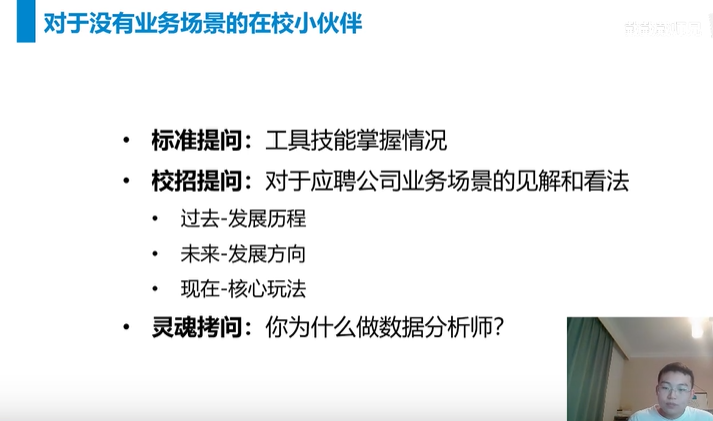 对于没有业务场景的在校小伙伴
• 标准提问：工具技能掌握情况
• 校招提问：对于应聘公司业务场景的见解和看法
• 过去-发展历程
• 未来-发展方向
• 现在-核心玩法
• 灵魂拷问：你为什么做数据分析师？